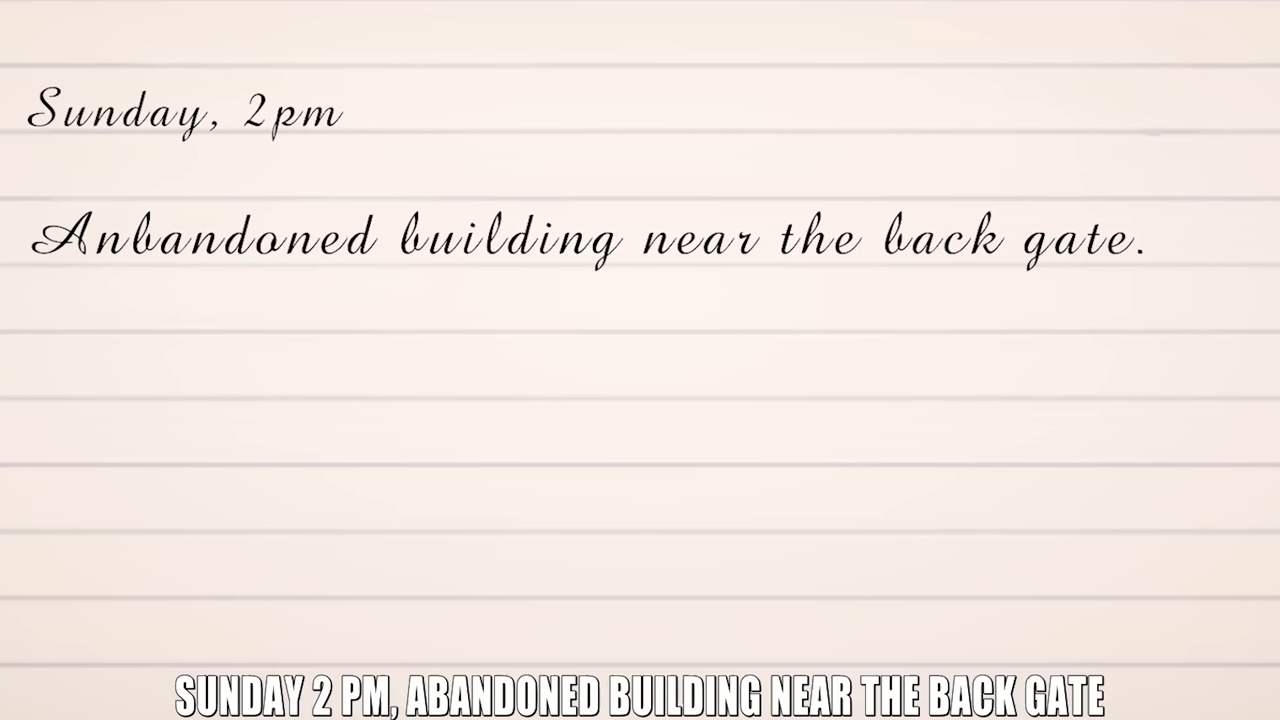 Sunday, 2pm
Anbandoned building near the back gate.
SUNDAY 2 PM, ABANDONED BUILDING NEAR THE BACK GATE